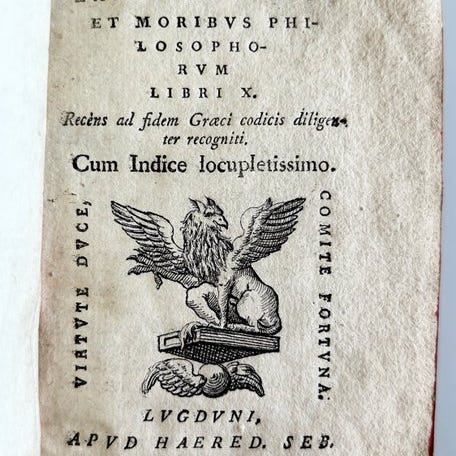 ET MORIBVS PHI-
LOSOPHO-
RVM
LIBRI X.
Recèns ad fidem Græci codicis diligen-
ter recogniti.
Cum Indice locupletissimo.
VIRTVTE DVCE,
COMITE FORTVNA.
LVGDVNI,
APVD HAERED. SEB.